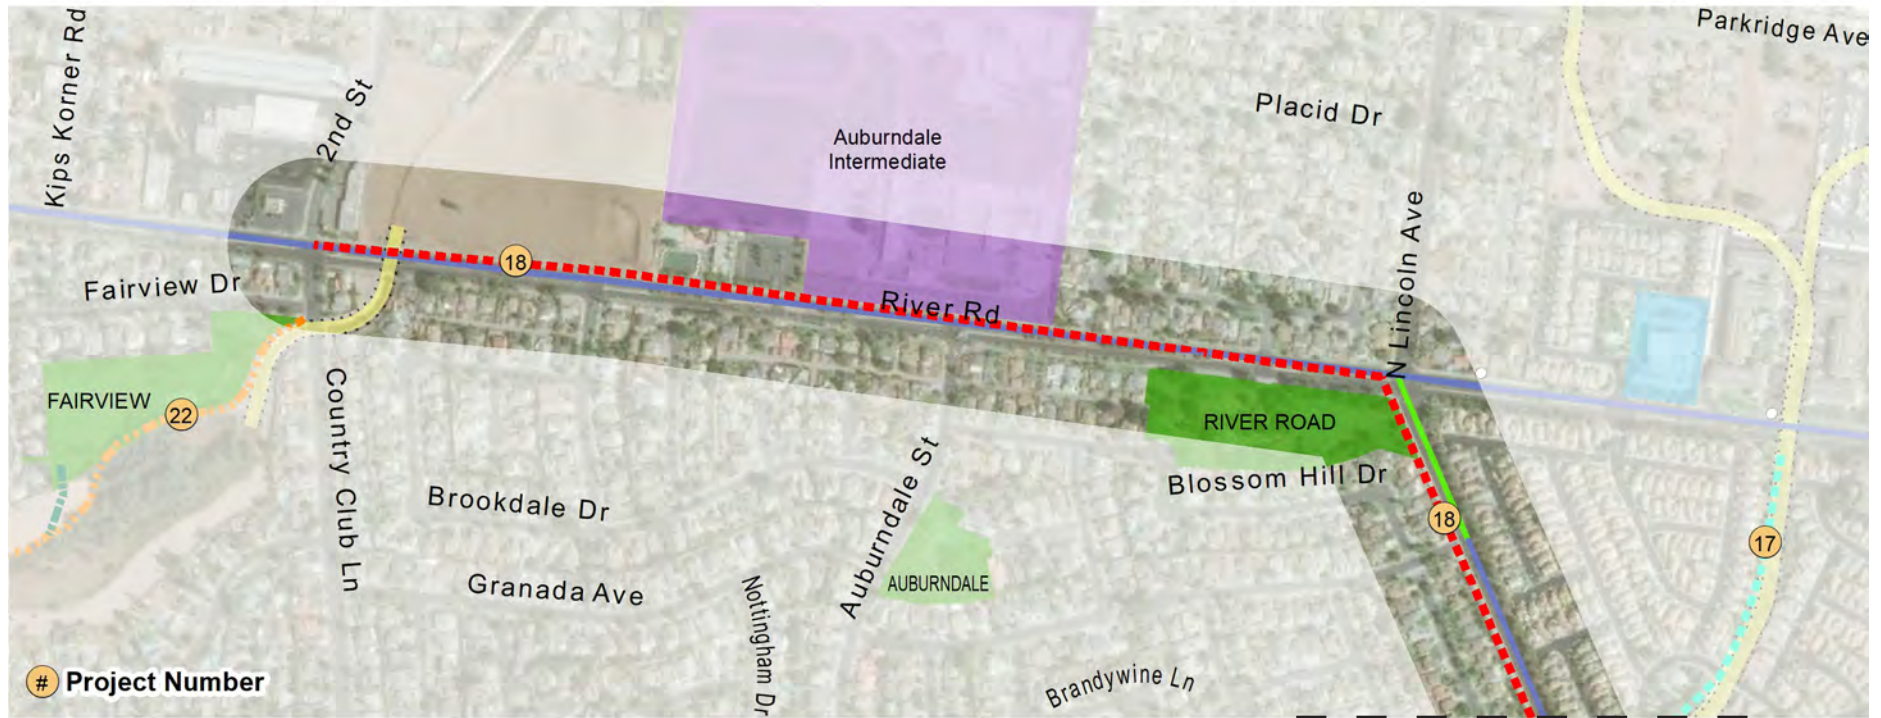 Kips Korner Rd
2nd St
Auburndale
Intermediate
Placid Dr
Parkridge Ave
Fairview Dr
18
River Rd
N Lincoln Ave
FAIRVIEW
22
Country Club Ln
RIVER ROAD
Blossom Hill Dr
Brookdale Dr
Auburndale St
18
17
Granada Ave
Nottingham Dr
AUBURNDALE
Brandywine Ln
# Project Number